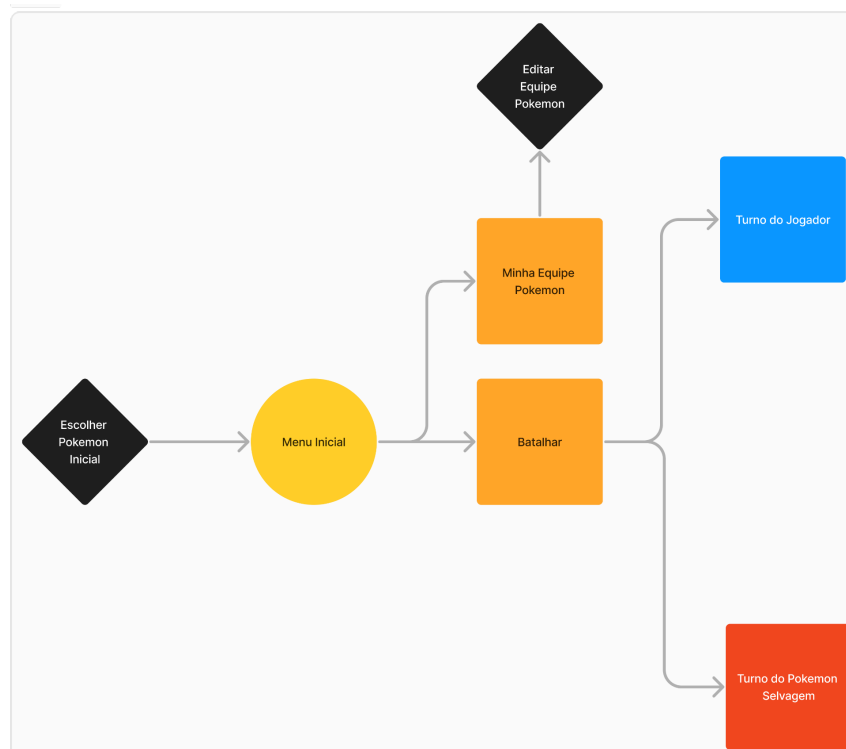 Editar
Equipe
Pokemon
Turno do Jogador
Minha Equipe
Pokemon
Escolher
Pokemon
Inicial
Menu Inicial
Batalhar
Turno do Pokemon
Selvagem